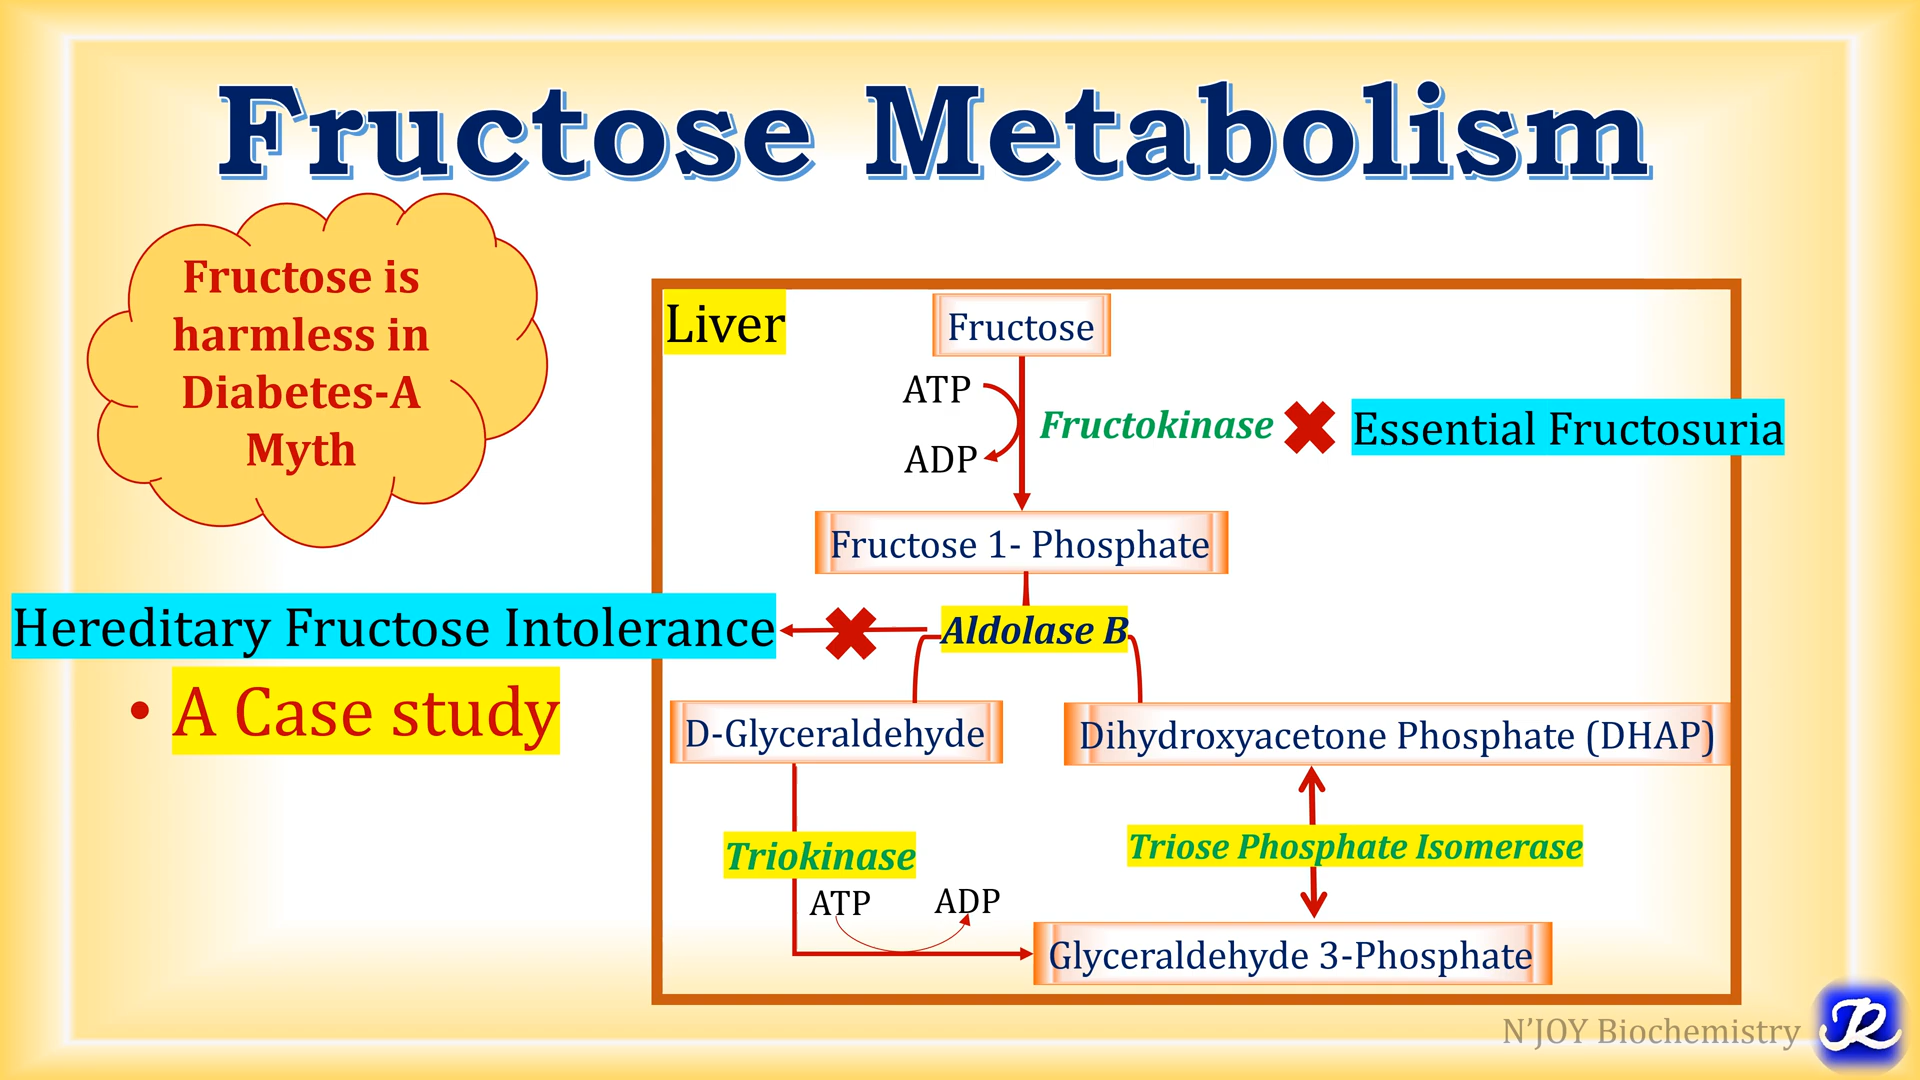 Fructose Metabolism
Fructose is
harmless in
Diabetes-A
Myth
Liver
Fructose
ATP
ADP
Fructokinase
Essential Fructosuria
Fructose 1- Phosphate
Hereditary Fructose Intolerance
Aldolase B
• A Case study
D-Glyceraldehyde
Dihydroxyacetone Phosphate (DHAP)
Triokinase
Triose Phosphate Isomerase
ATP
ADP
Glyceraldehyde 3-Phosphate
N’JOY Biochemistry